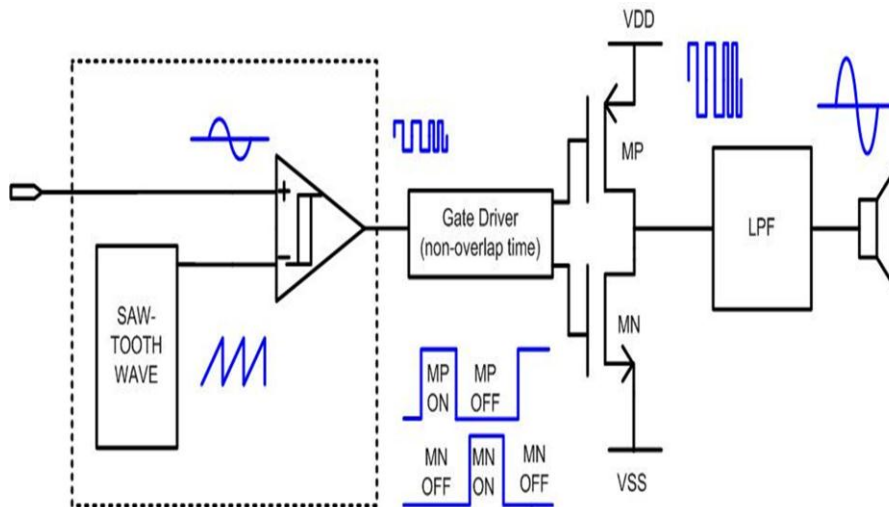 VDD
MP
+
Gate Driver
(non-overlap time)
LPF
-
SAW-
TOOTH
WAVE
MN
MP
ON
MP
OFF
MN
OFF
MN
ON
MN
OFF
VSS